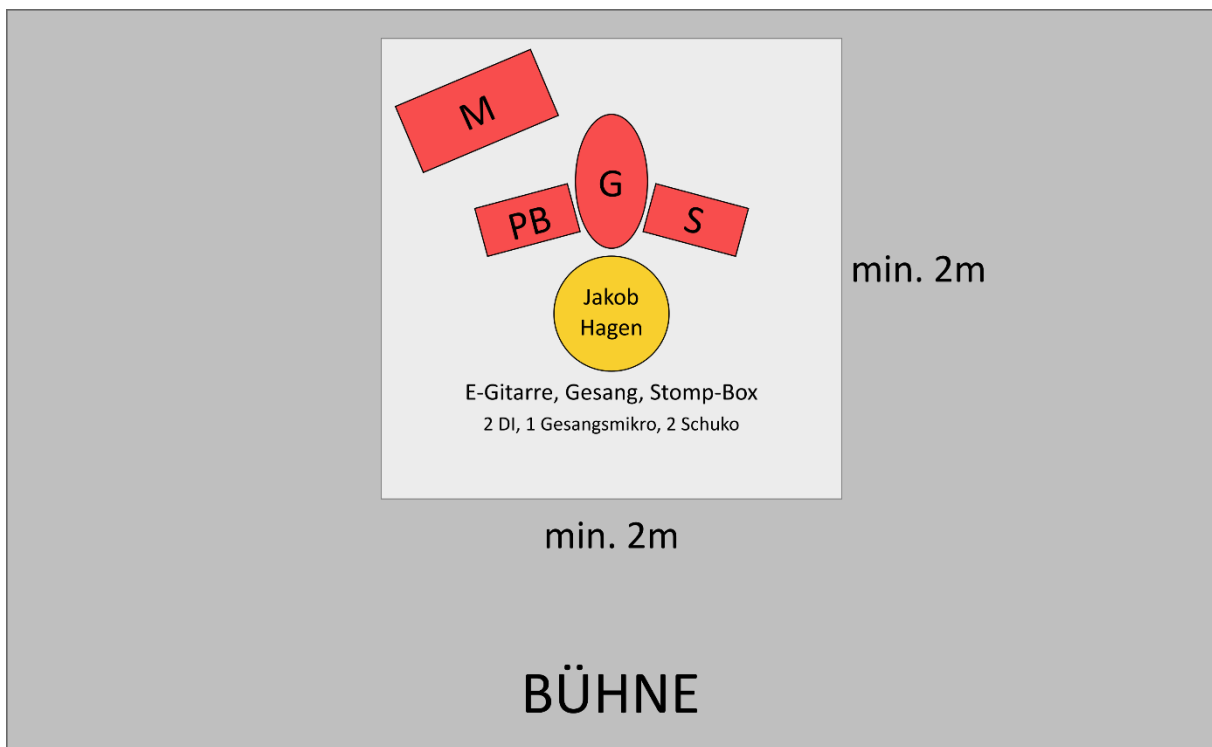 M
G
PB
S
Jakob
Hagen
min. 2m
E-Gitarre, Gesang, Stomp-Box
2 DI, 1 Gesangsmikro, 2 Schuko
min. 2m
BÜHNE